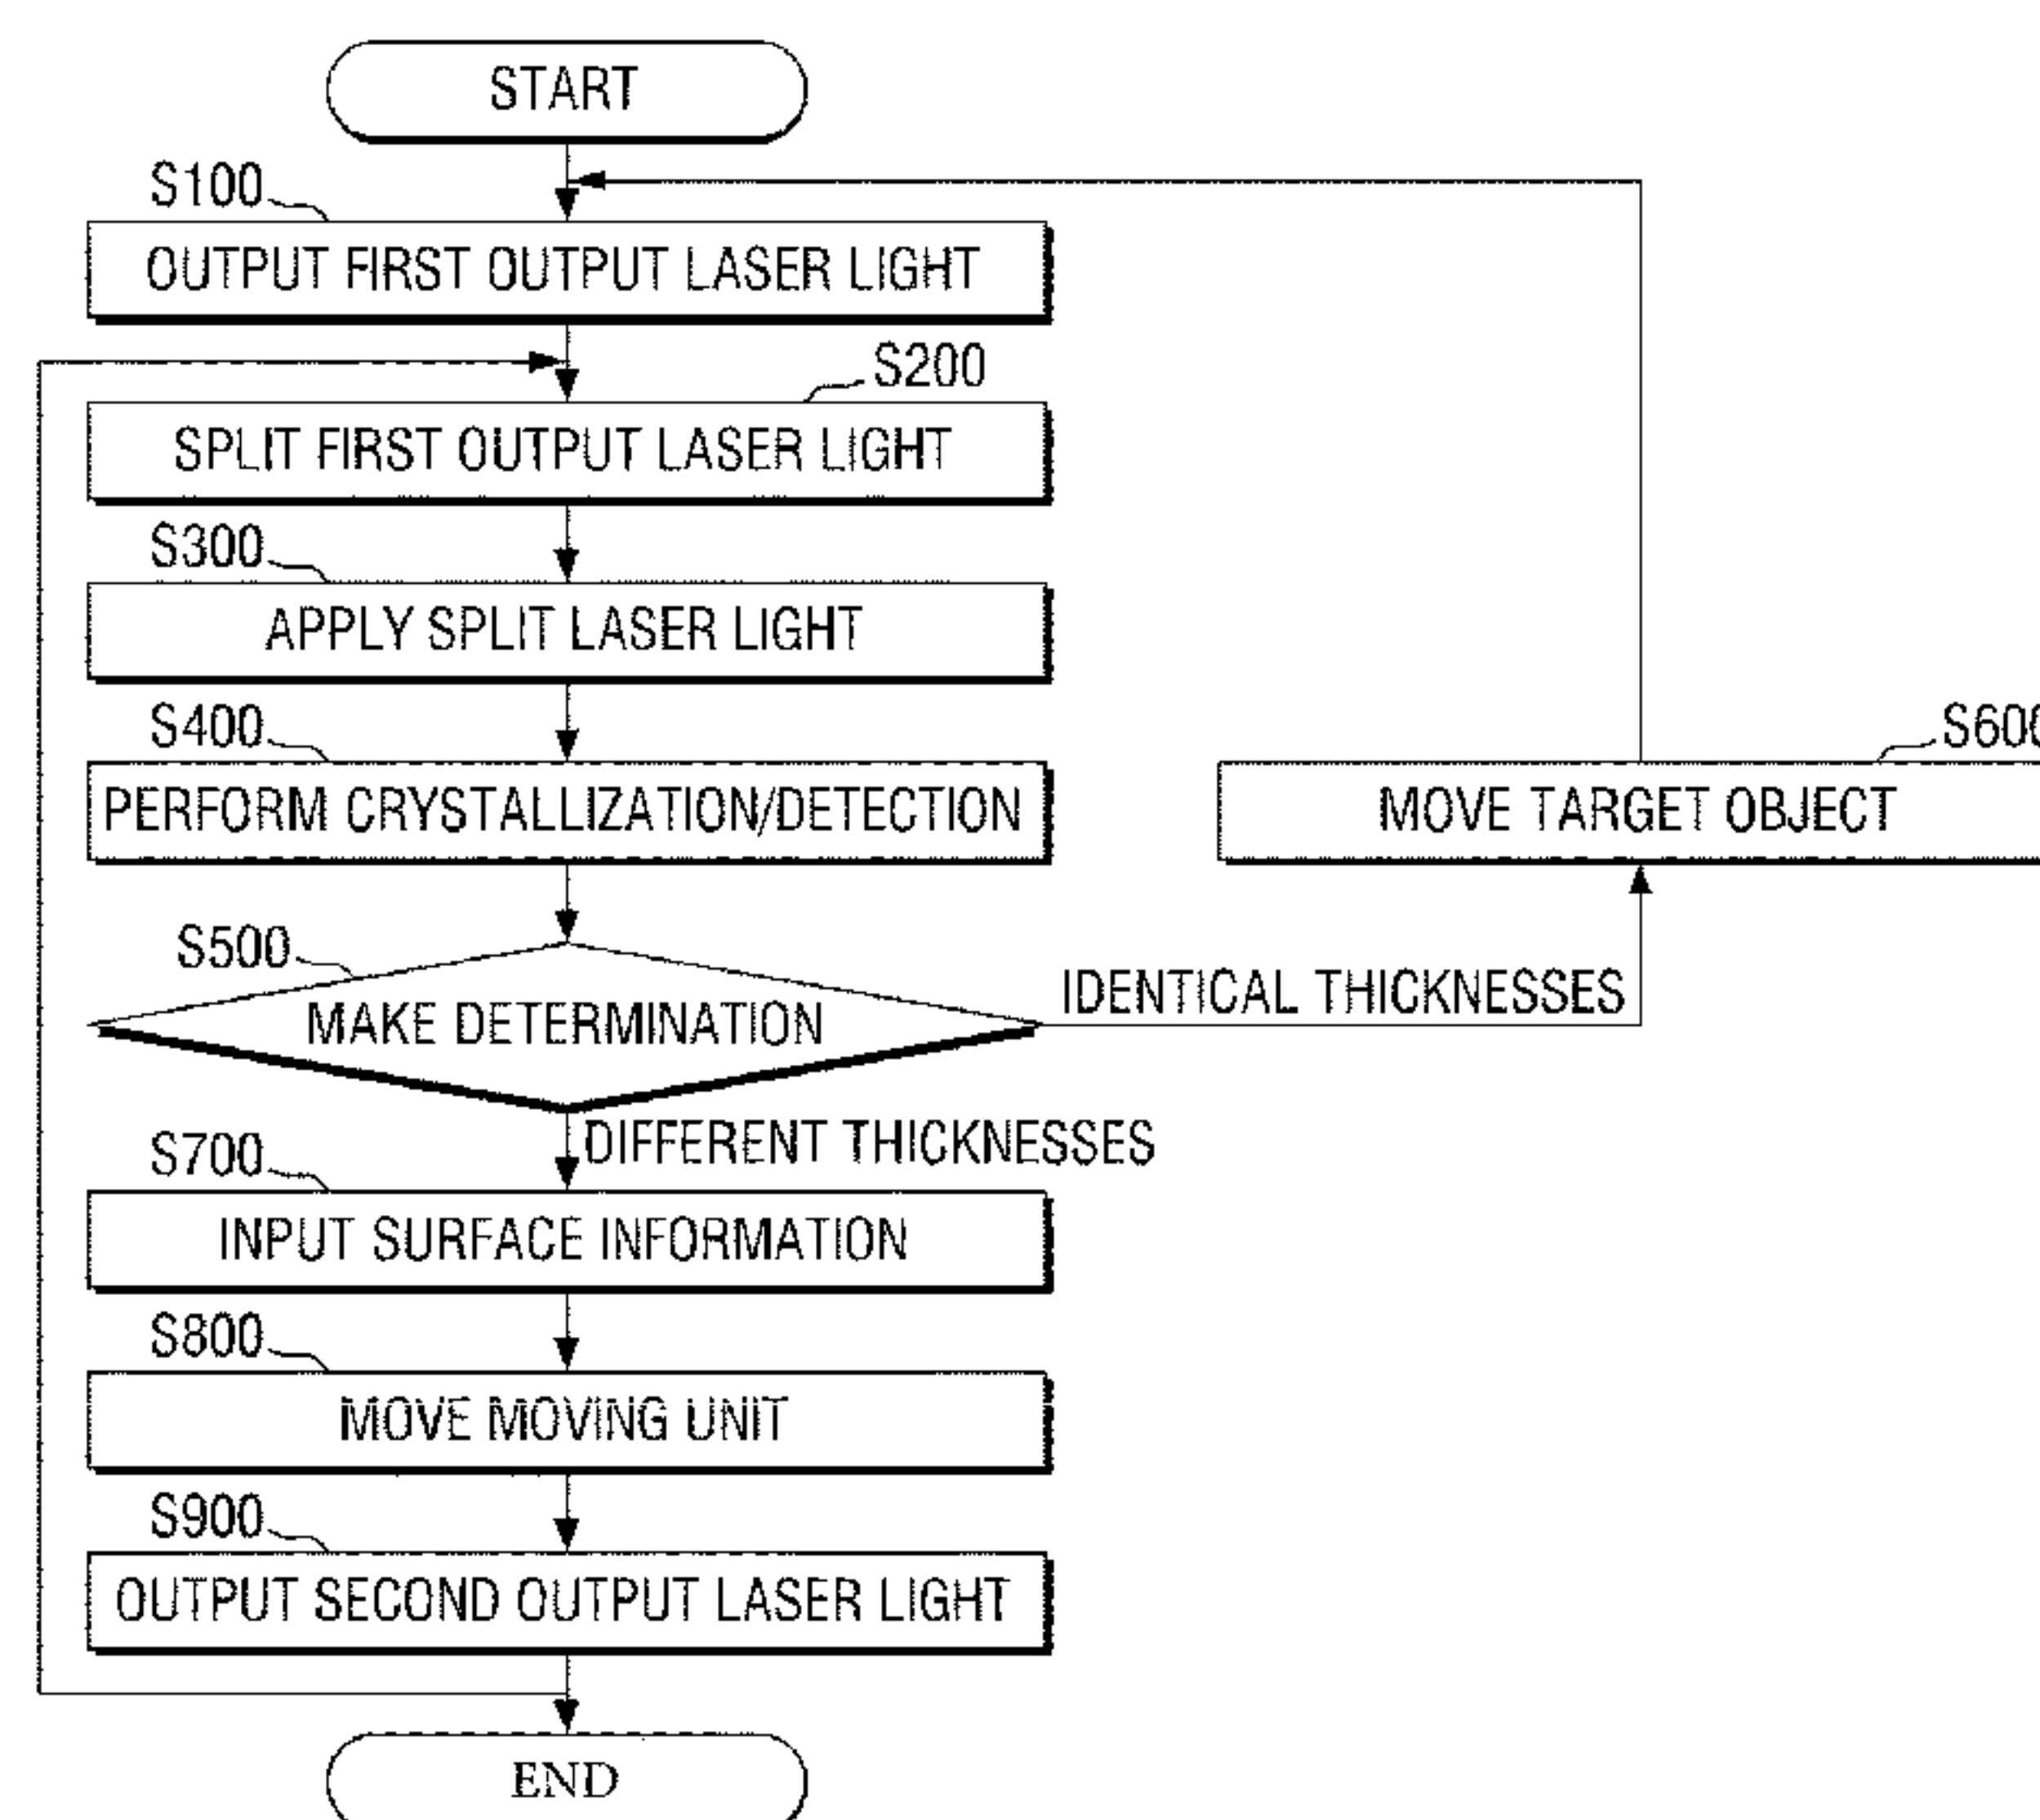 START
S100
OUTPUT FIRST OUTPUT LASER LIGHT
S200
SPLIT FIRST OUTPUT LASER LIGHT
S300
APPLY SPLIT LASER LIGHT
S400
PERFORM CRYSTALLIZATION/DETECTION
S600
MOVE TARGET OBJECT
S500
MAKE DETERMINATION
IDENTICAL THICKNESSES
DIFFERENT THICKNESSES
S700
INPUT SURFACE INFORMATION
S800
MOVE MOVING UNIT
S900
OUTPUT SECOND OUTPUT LASER LIGHT
END